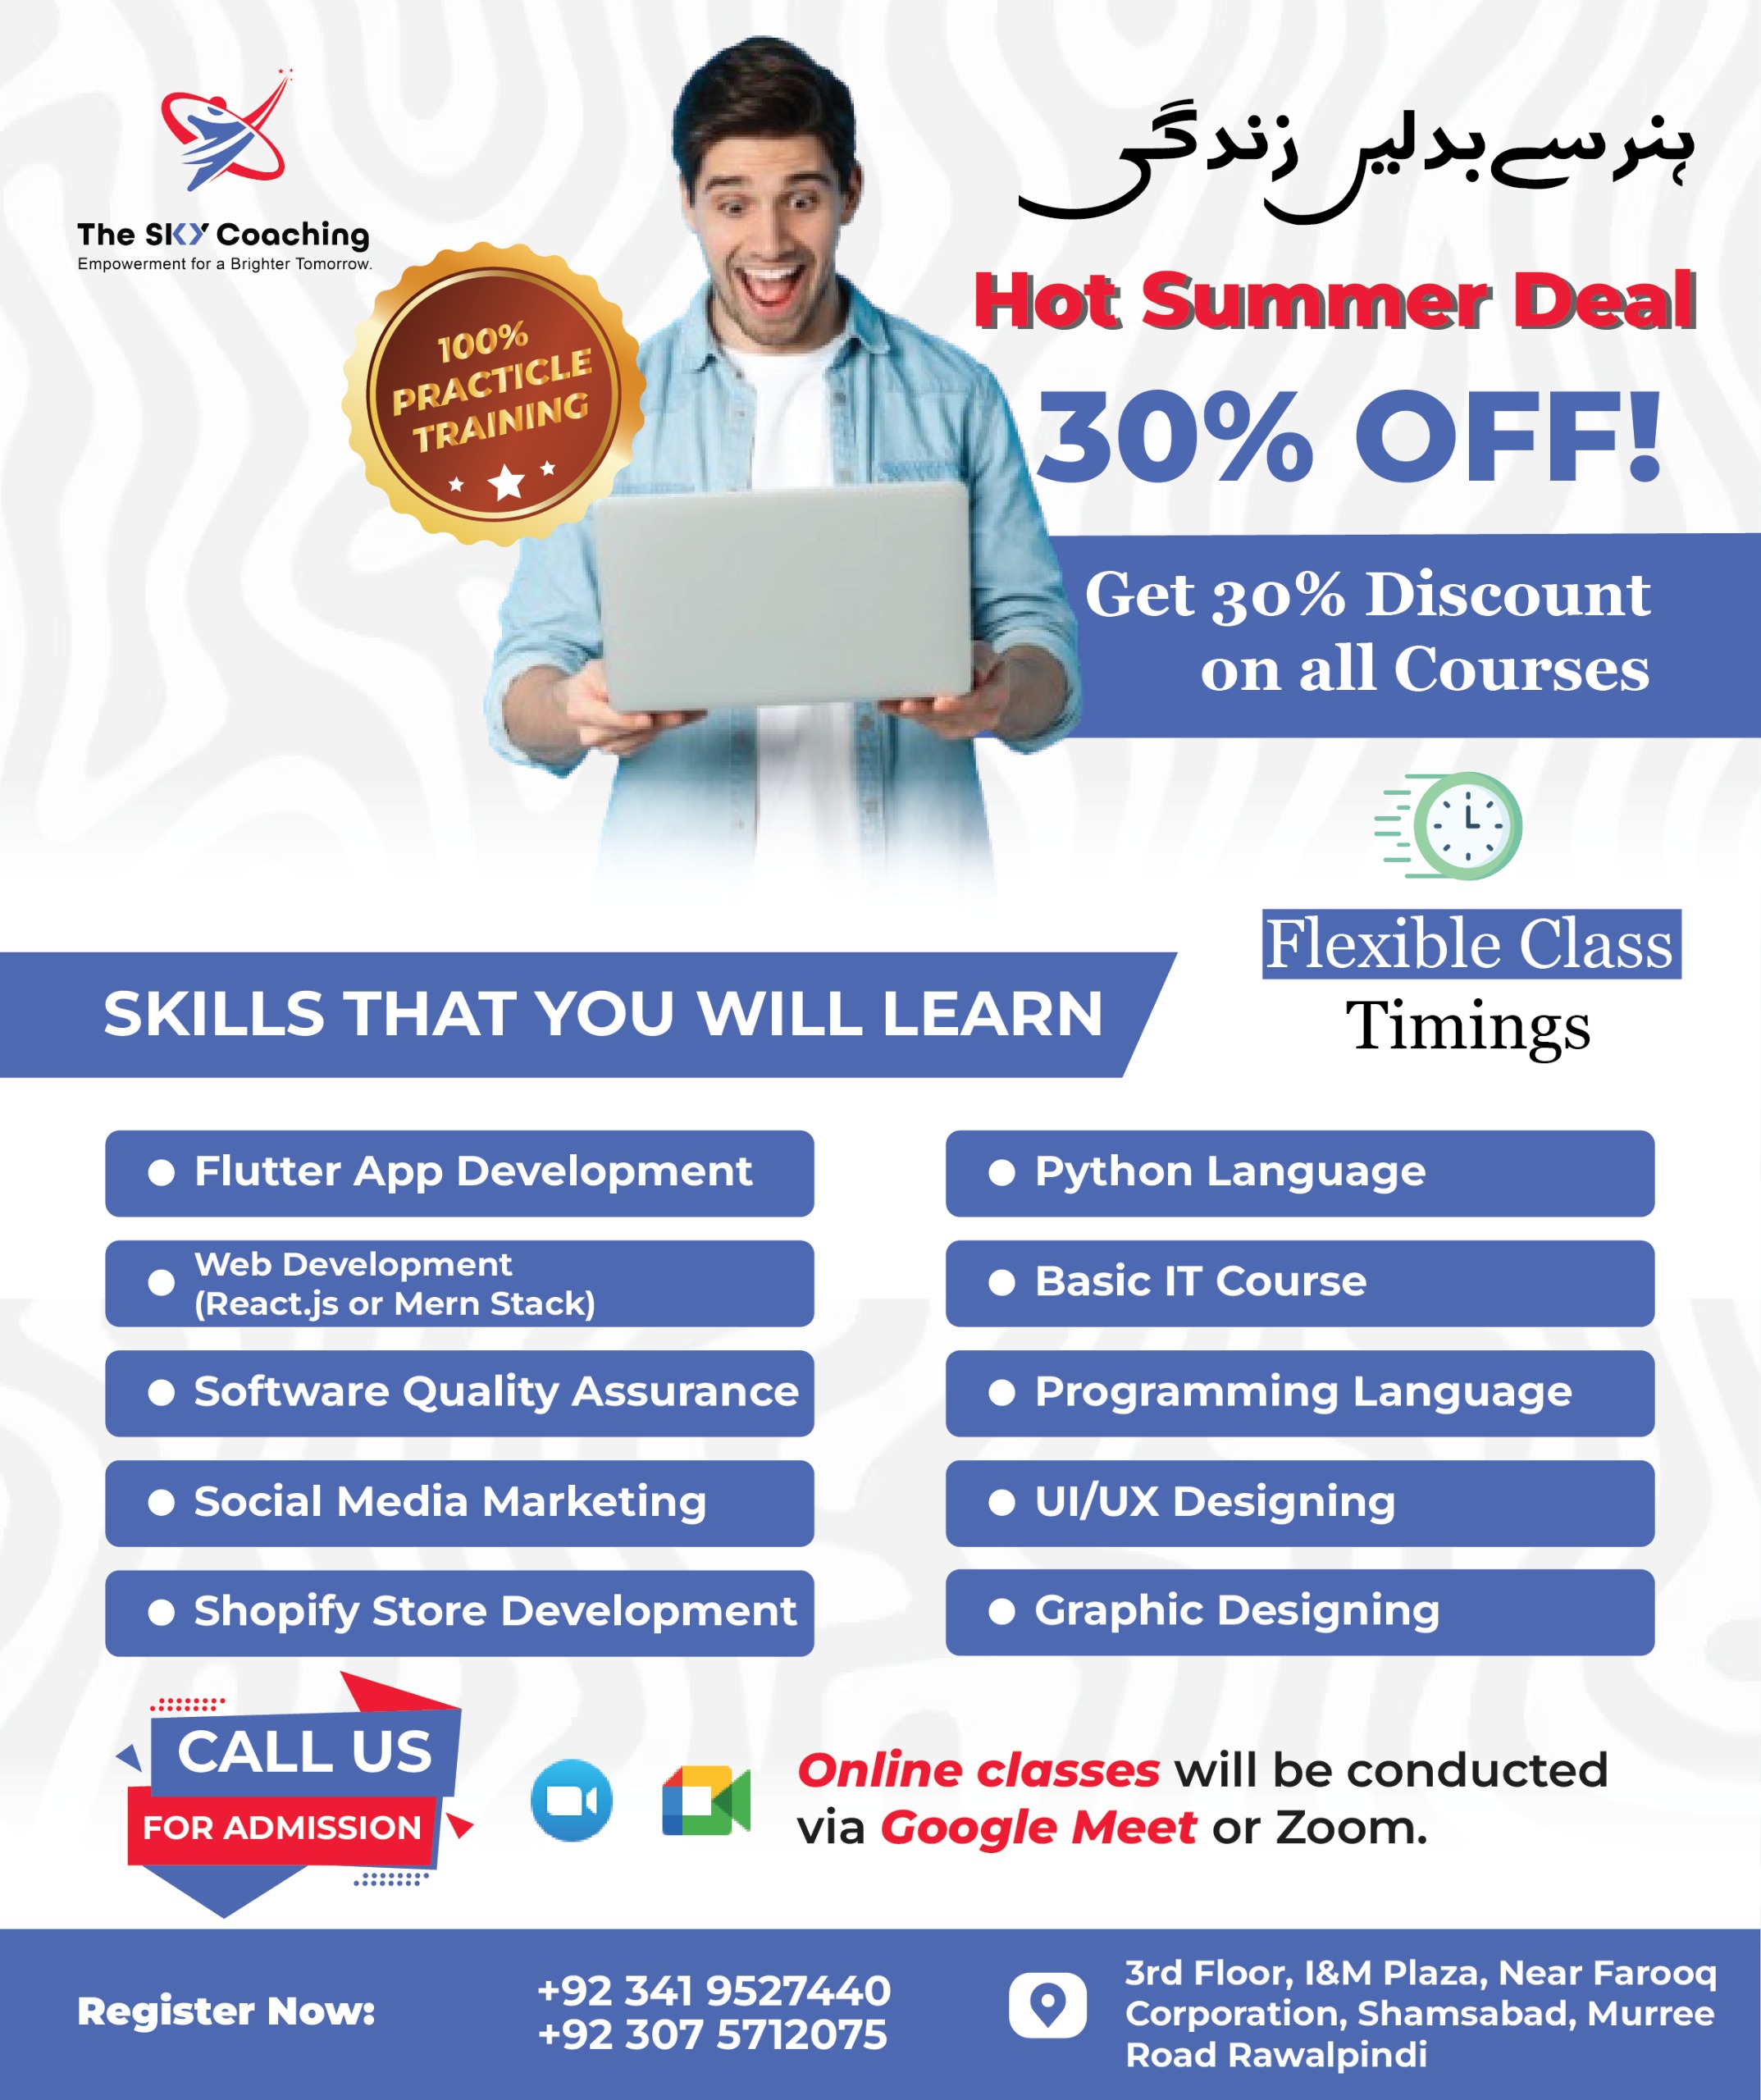 The SKY Coaching
Empowerment for a Brighter Tomorrow.
100%
PRACTICLE
TRAINING
ہنر سے بدلیں زندگی
Hot Summer Deal
30% OFF!
Get 30% Discount
on all Courses
Flexible Class
Timings
SKILLS THAT YOU WILL LEARN
Flutter App Development
Web Development
(React.js or Mern Stack)
Software Quality Assurance
Social Media Marketing
Shopify Store Development
Python Language
Basic IT Course
Programming Language
UI/UX Designing
Graphic Designing
CALL US
FOR ADMISSION
Online classes will be conducted
via Google Meet or Zoom.
Register Now:
+92 341 9527440
+92 307 5712075
3rd Floor, I&M Plaza, Near Farooq
Corporation, Shamsabad, Murree
Road Rawalpindi